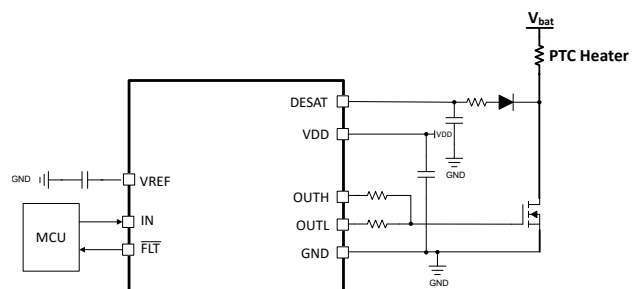 Vbat
PTC Heater
DESAT
VDD
VDD
GND
GND
VREF
OUTH
MCU
IN
OUTL
FLT
GND
GND